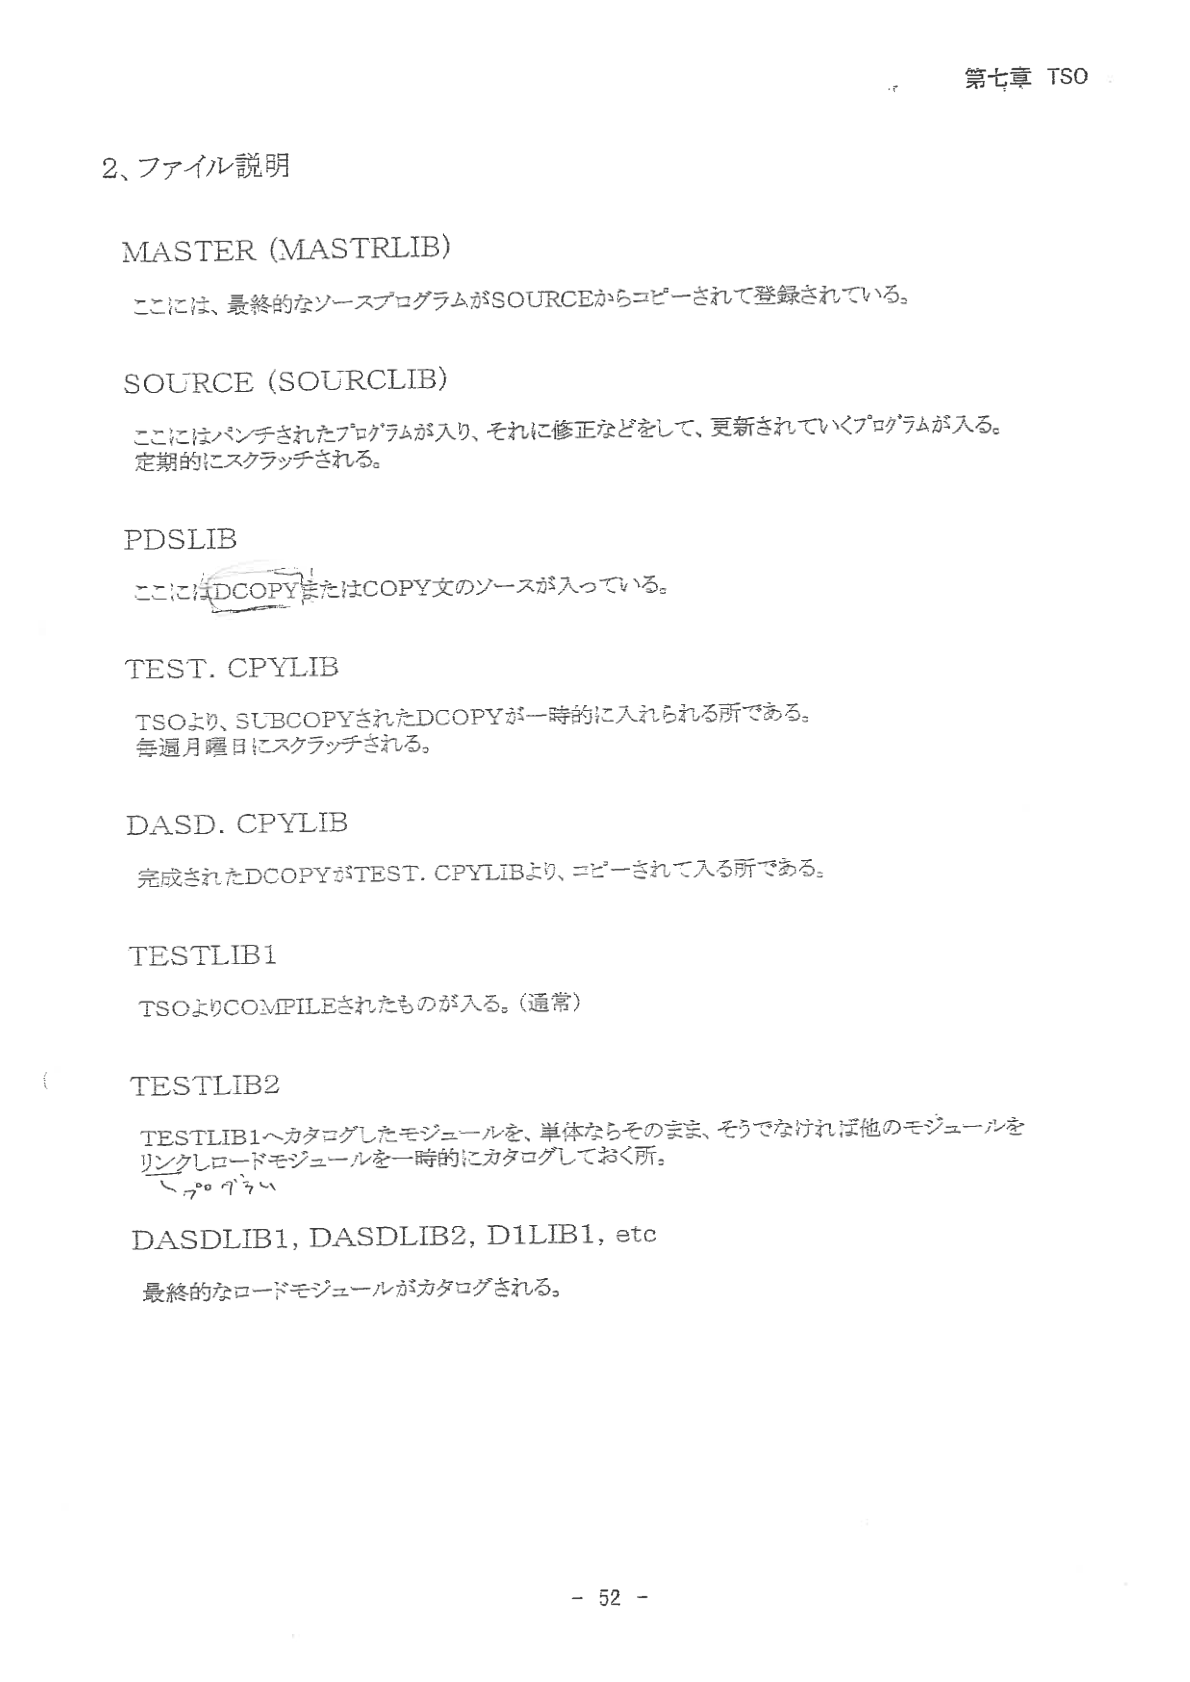 第七章 TSO
2、ファイル説明
MASTER (MASTRLIB)
ここには、最終的なソースプログラムがSOURCEからコピーされて登録されている。
SOURCE (SOURCLIB)
ここにはパンチされたプログラムが入り、それに修正などをして、更新されていくプログラムが入る。
定期的にスクラッチされる。
PDSLIB
ここにはDCOPYまたはCOPY文のソースが入っている。
TEST. CPYLIB
TSOより、SUBCOPYされたDCOPYが一時的に入れられる所である。
毎週月曜日にスクラッチされる。
DASD. CPYLIB
完成されたDCOPYがTEST. CPYLIBより、コピーされて入る所である。
TESTLIB1
TSOよりCOMPILEされたものが入る。（通常）
TESTLIB2
TESTLIB1へカタログしたモジュールを、単体ならそのまま、そうでなければ他のモジュールを
リンクしロードモジュールを一時的にカタログしておく所。
DASDLIB1, DASDLIB2, D1LIB1, etc
最終的なロードモジュールがカタログされる。
- 52 -